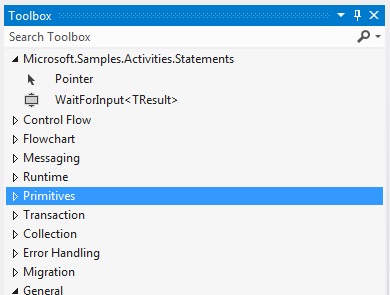 Toolbox
Search Toolbox
Microsoft.Samples.Activities.Statements
Pointer
WaitForInput<TResult>
Control Flow
Flowchart
Messaging
Runtime
Primitives
Transaction
Collection
Error Handling
Migration
General